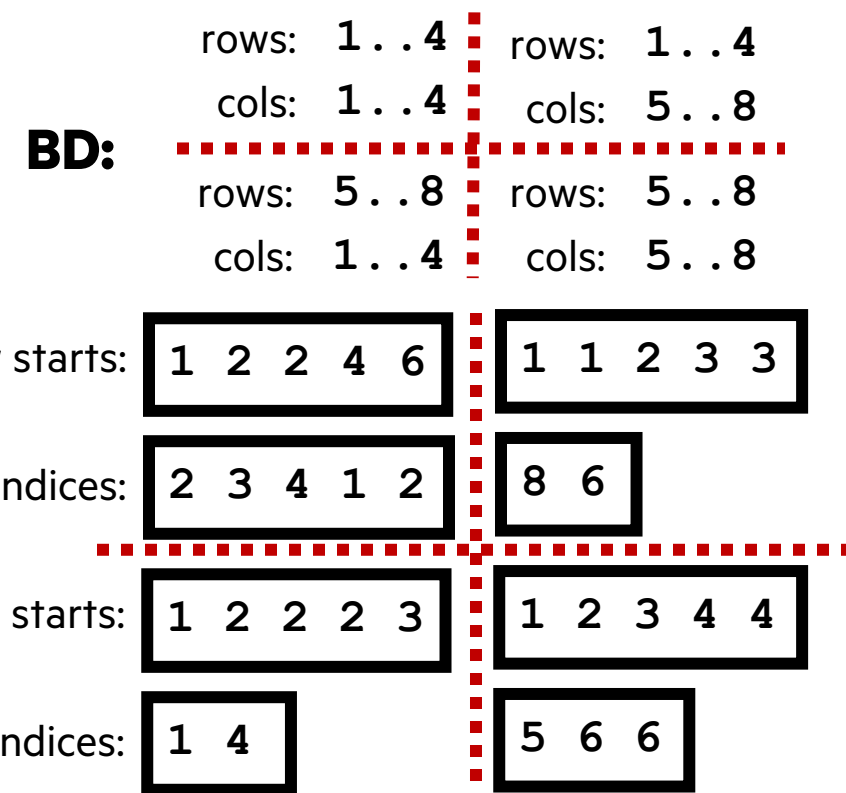 rows: 1..4 rows: 1..4
cols: 1..4 cols: 5..8
BD:
rows: 5..8 rows: 5..8
cols: 1..4 cols: 5..8
starts: 1 2 2 4 6 1 1 2 3 3
ndices: 2 3 4 1 2 8 6
starts: 1 2 2 2 3 1 2 3 4 4
ndices: 1 4 5 6 6